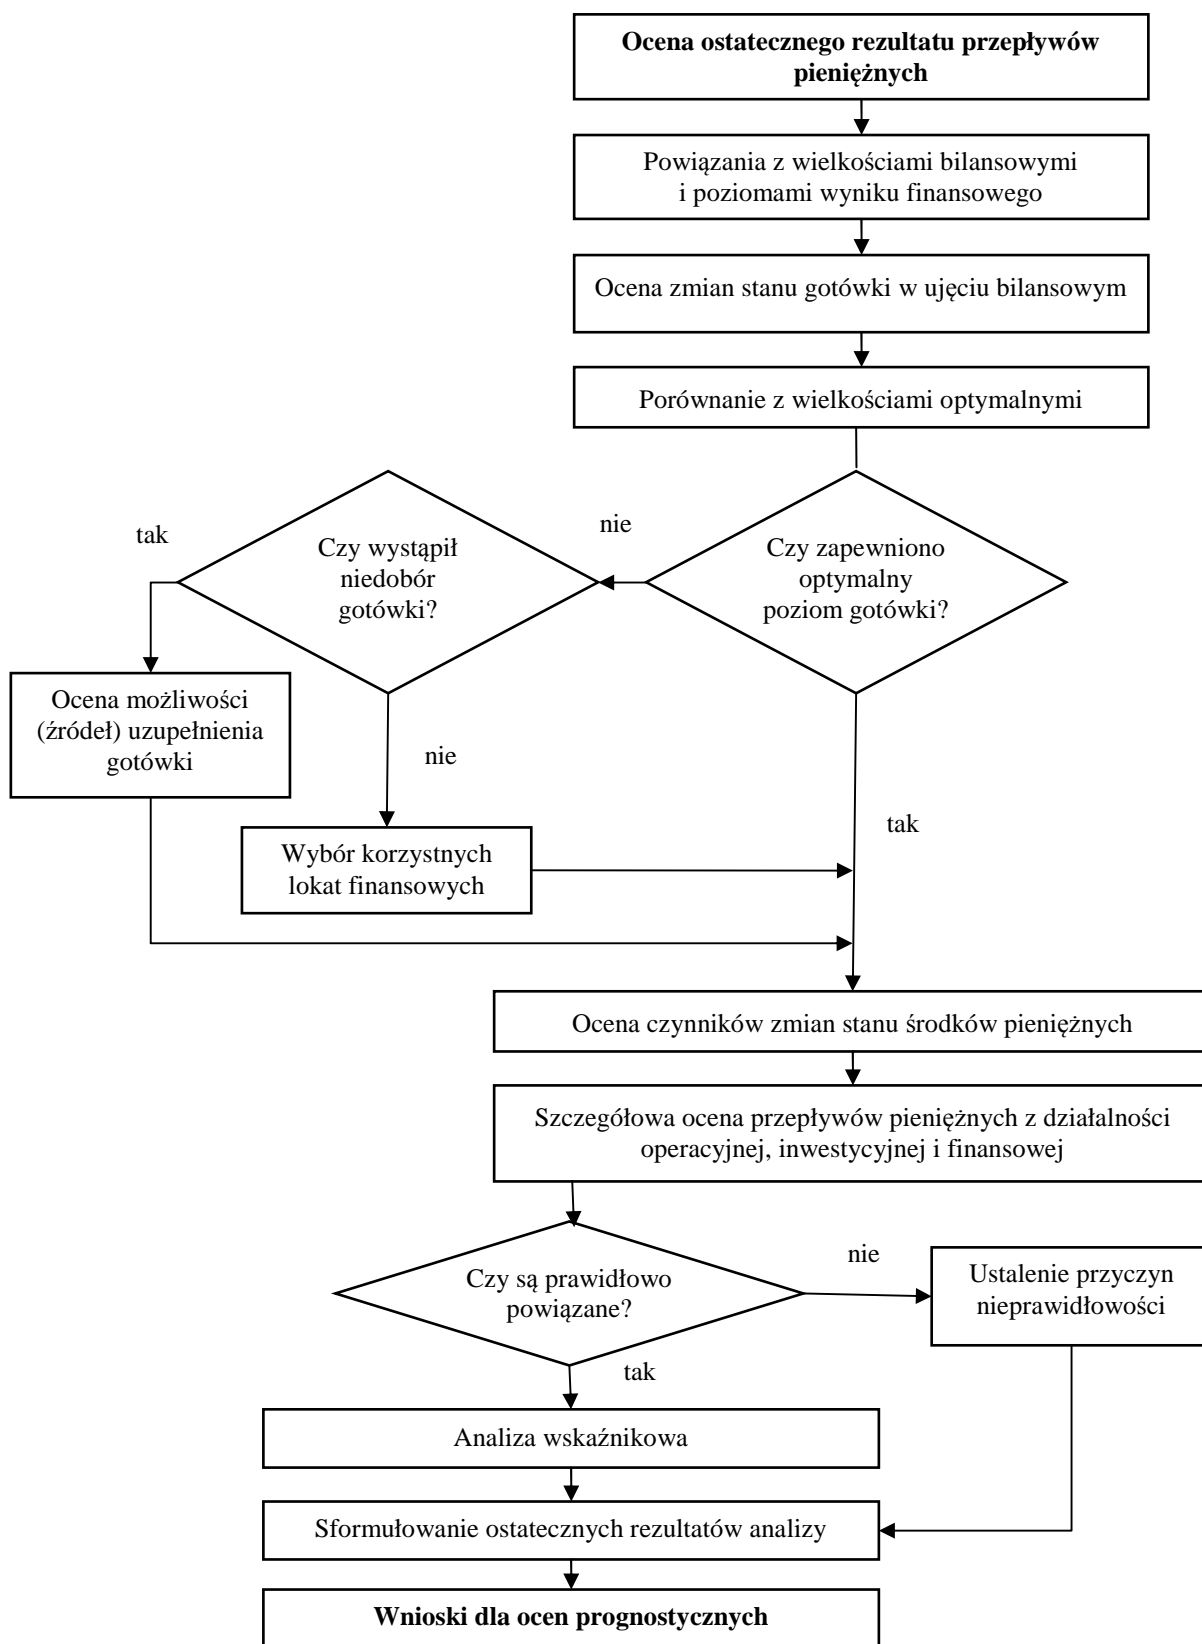 Ocena ostatecznego rezultatu przepływów
pieniężnych
Powiązania z wielkościami bilansowymi
i poziomami wyniku finansowego
Ocena zmian stanu gotówki w ujęciu bilansowym
Porównanie z wielkościami optymalnymi
tak
Czy wystąpił
niedobór
gotówki?
nie
Czy zapewniono
optymalny
poziom gotówki?
Ocena możliwości
(źródeł) uzupełnienia
gotówki
nie
tak
Wybór korzystnych
lokat finansowych
Ocena czynników zmian stanu środków pieniężnych
Szczegółowa ocena przepływów pieniężnych z działalności
operacyjnej, inwestycyjnej i finansowej
Czy są prawidłowo
powiązane?
nie
Ustalenie przyczyn
nieprawidłowości
tak
Analiza wskaźnikowa
Sformułowanie ostatecznych rezultatów analizy
Wnioski dla ocen prognostycznych